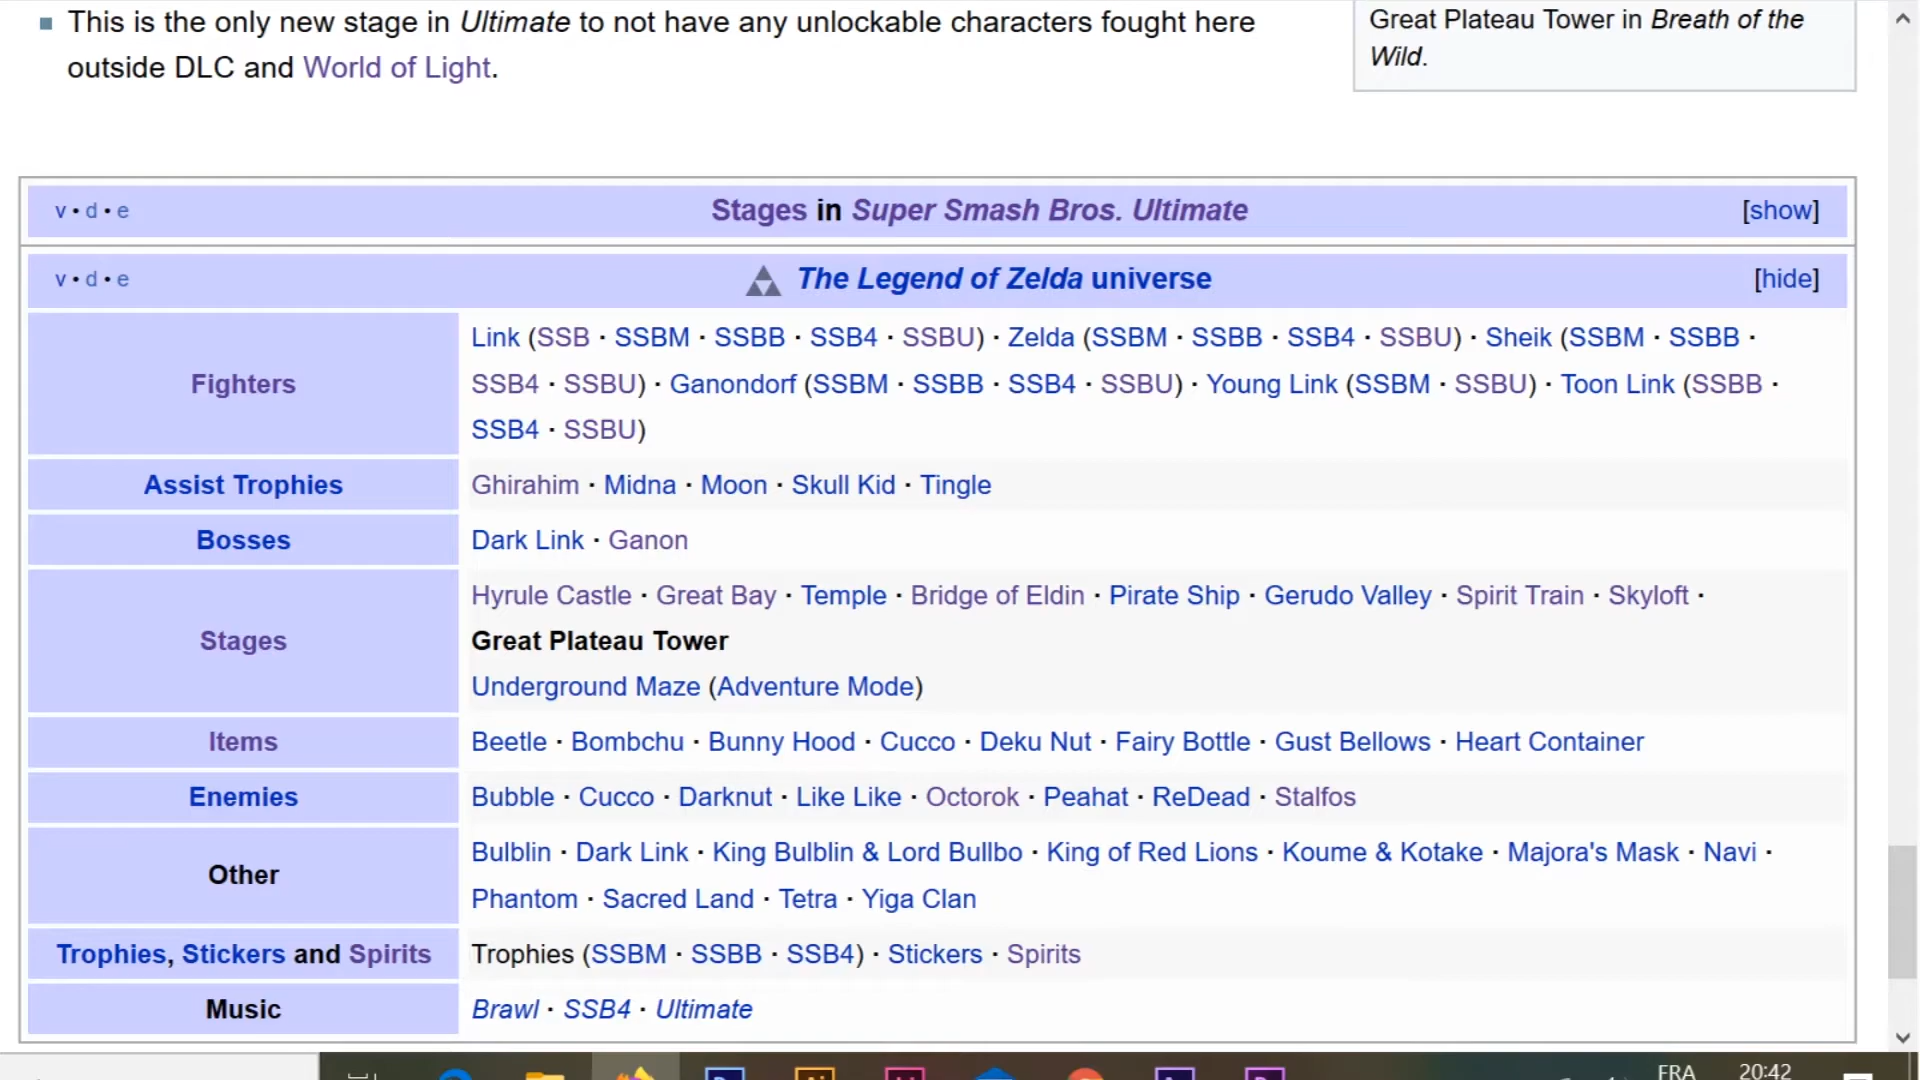 This is the only new stage in Ultimate to not have any unlockable characters fought here
outside DLC and World of Light.
Great Plateau Tower in Breath of the
Wild.
v • d • e Stages in Super Smash Bros. Ultimate [show]
v • d • e The Legend of Zelda universe [hide]
Fighters
Link (SSB · SSBM · SSBB · SSB4 · SSBU) · Zelda (SSBM · SSBB · SSB4 · SSBU) · Sheik (SSBM · SSBB ·
SSB4 · SSBU) · Ganondorf (SSBM · SSBB · SSB4 · SSBU) · Young Link (SSBM · SSBU) · Toon Link (SSBB ·
SSB4 · SSBU)
Assist Trophies Ghirahim · Midna · Moon · Skull Kid · Tingle
Bosses Dark Link · Ganon
Stages
Hyrule Castle · Great Bay · Temple · Bridge of Eldin · Pirate Ship · Gerudo Valley · Spirit Train · Skyloft ·
Great Plateau Tower
Underground Maze (Adventure Mode)
Items Beetle · Bombchu · Bunny Hood · Cucco · Deku Nut · Fairy Bottle · Gust Bellows · Heart Container
Enemies Bubble · Cucco · Darknut · Like Like · Octorok · Peahat · ReDead · Stalfos
Other
Bulblin · Dark Link · King Bulblin & Lord Bullbo · King of Red Lions · Koume & Kotake · Majora's Mask · Navi ·
Phantom · Sacred Land · Tetra · Yiga Clan
Trophies, Stickers and Spirits Trophies (SSBM · SSBB · SSB4) · Stickers · Spirits
Music Brawl · SSB4 · Ultimate
FRA 20:42